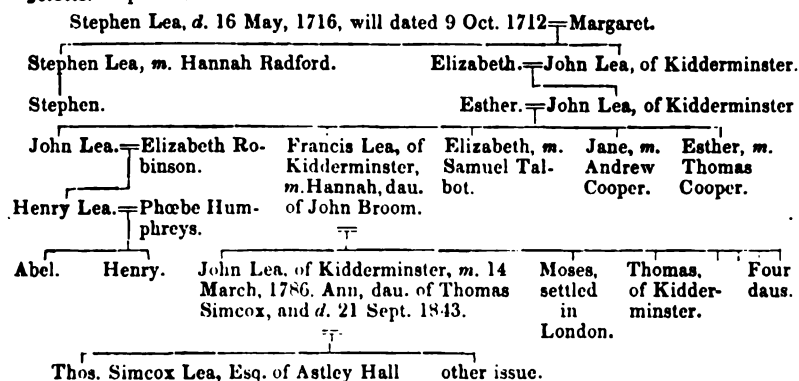 Stephen Lea, d. 16 May, 1716, will dated 9 Oct. 1712=Margaret.
Stephen Lea, m. Hannah Radford. Elizabeth.=John Lea, of Kidderminster.
Stephen. Esther.=John Lea, of Kidderminster
John Lea.=Elizabeth Ro-
binson.
Francis Lea, of
Kidderminster,
m. Hannah, dau.
of John Broom.
Elizabeth, m.
Samuel Tal-
bot.
Jane, m.
Andrew
Cooper.
Esther, m.
Thomas
Cooper.
Henry Lea.=Phœbe Hum-
phreys.
Abel. Henry.
John Lea, of Kidderminster, m. 14
March, 1786. Ann, dau. of Thomas
Simcox, and d. 21 Sept. 1843.
Moses,
settled
in
London.
Thomas,
of Kidder-
minster.
Four
daus.
Thos. Simcox Lea, Esq. of Astley Hall other issue.